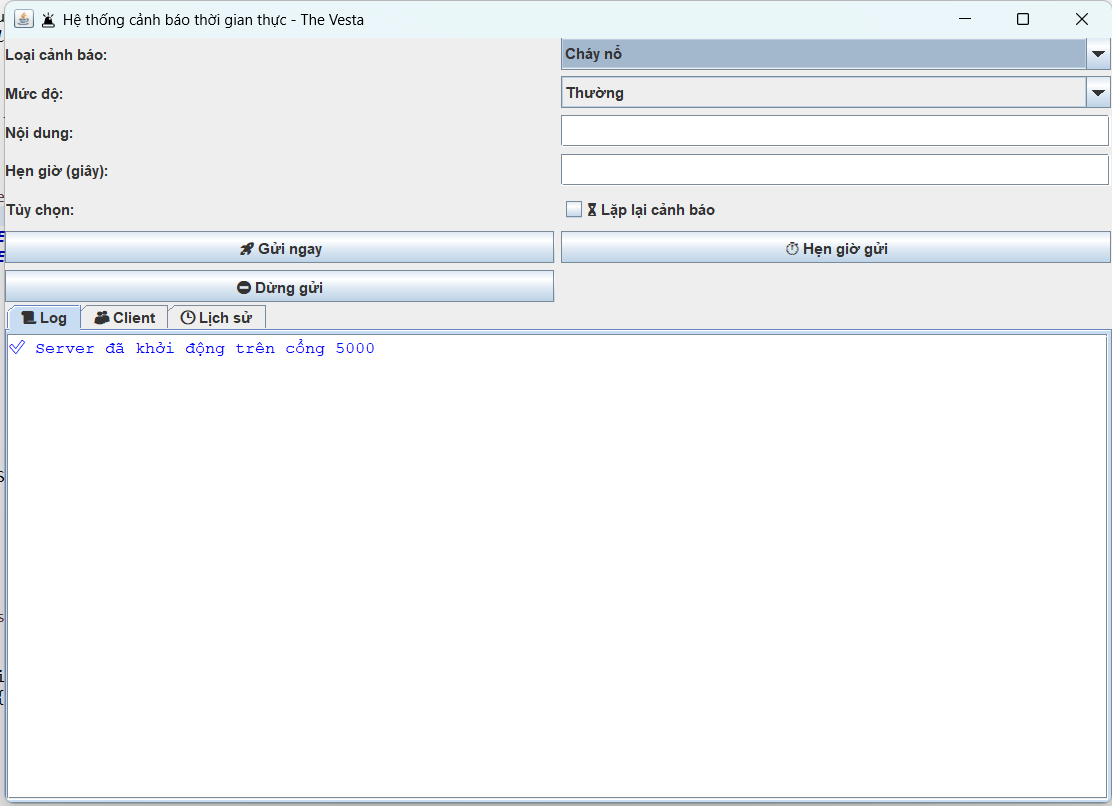 Hệ thống cảnh báo thời gian thực - The Vesta
Loại cảnh báo: Cháy nổ
Mức độ: Thường
Nội dung:
Hẹn giờ (giây):
Tùy chọn: Lặp lại cảnh báo
Gửi ngay Hẹn giờ gửi
Dừng gửi
Log Client Lịch sử
Server đã khởi động trên cổng 5000